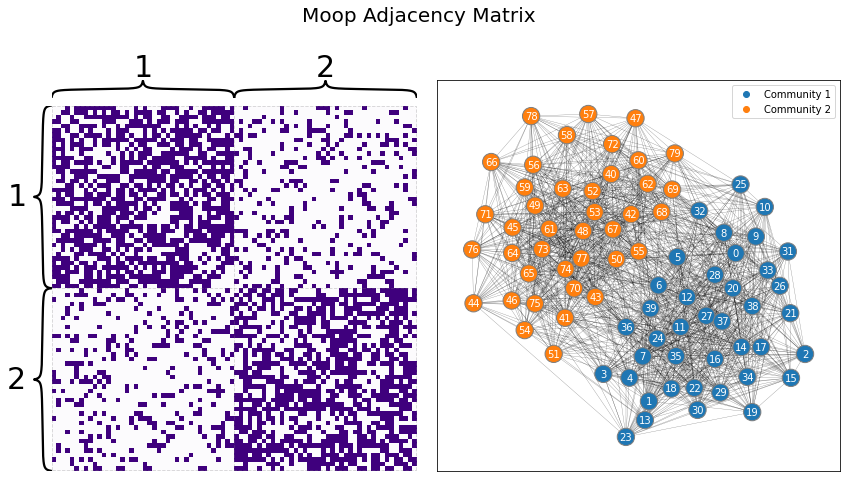 Moop Adjacency Matrix
1 2
1
2
Community 1
Community 2
78 57 47
58
72
79
66 56 60
40
62
25
59 63 52 69
49
10
71 53 42 68 32
45 61 48 67 8 9
76 64 73 55 0 31
77 50 5
65 74 28 33
70 6 20 26
44 46 75 43 12
39 38 21
41 27 37
54 36 11
24
51 7 35 16 14 17 2
3 4 34 15
18 22 29
1 30 19
13
23